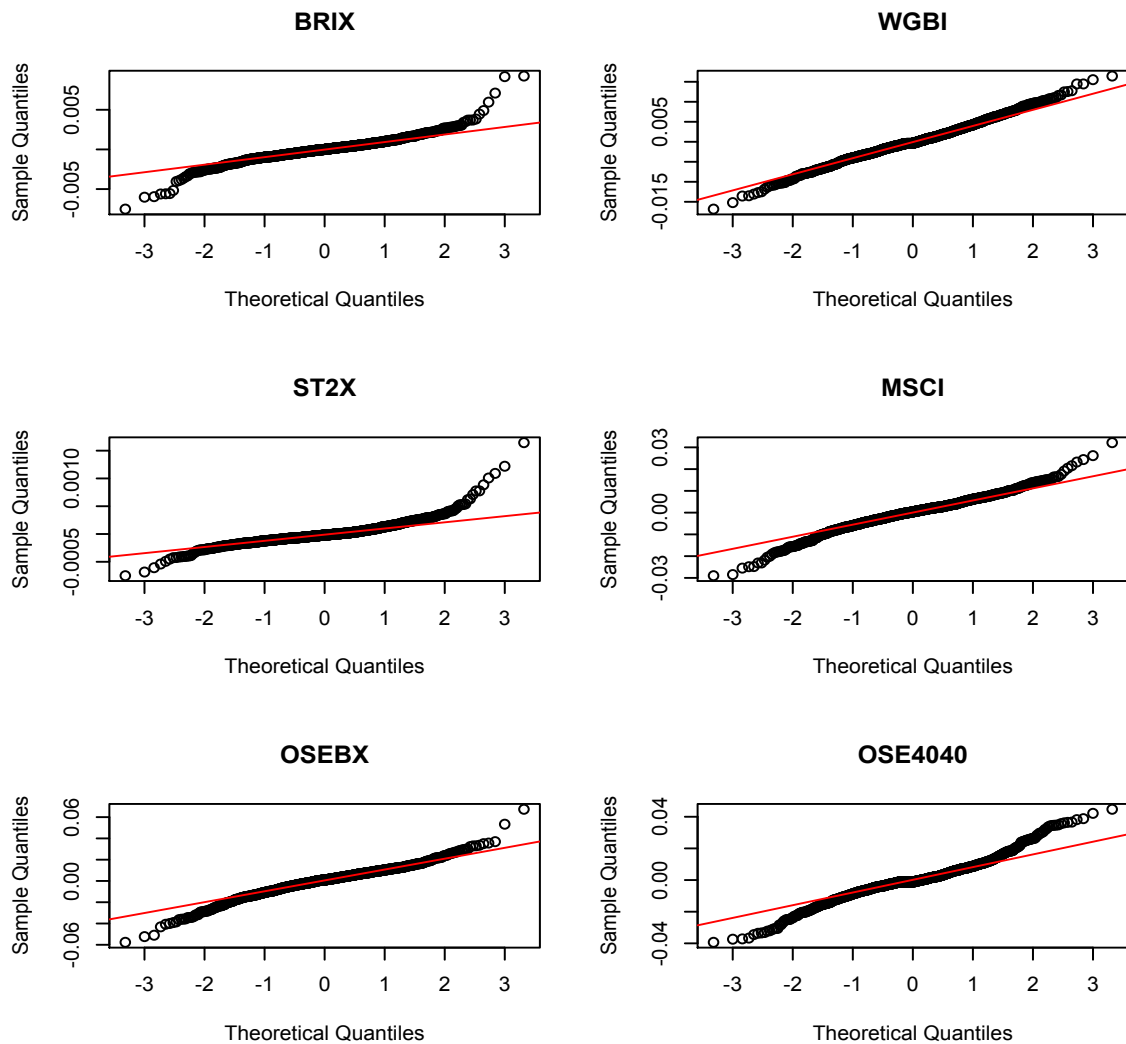 BRIX
Sample Quantiles
0.005
-0.005
-3 -2 -1 0 1 2 3
Theoretical Quantiles
WGBI
Sample Quantiles
0.005
-0.015
-3 -2 -1 0 1 2 3
Theoretical Quantiles
ST2X
Sample Quantiles
0.0010
-0.0005
-3 -2 -1 0 1 2 3
Theoretical Quantiles
MSCI
Sample Quantiles
0.03
0.00
-0.03
-3 -2 -1 0 1 2 3
Theoretical Quantiles
OSEBX
Sample Quantiles
0.06
0.00
-0.06
-3 -2 -1 0 1 2 3
Theoretical Quantiles
OSE4040
Sample Quantiles
0.04
0.00
-0.04
-3 -2 -1 0 1 2 3
Theoretical Quantiles